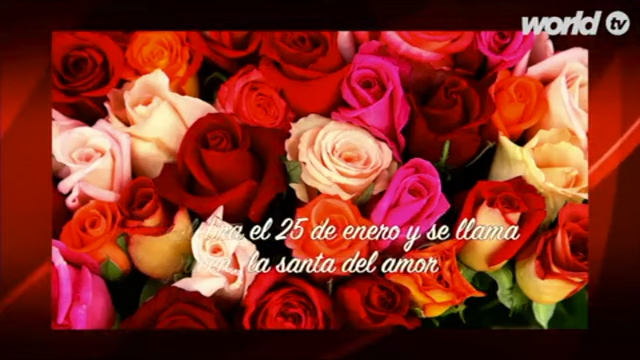 world tv
el 25 de enero y se llama
la santa del amor